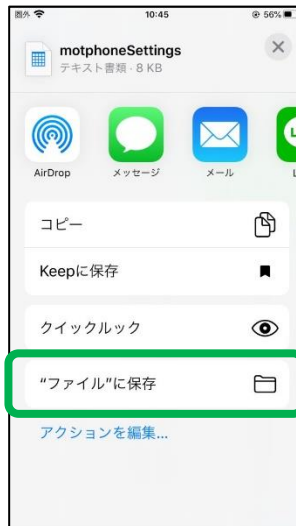 圏外 10:45 56%
motphoneSettings
テキスト書類・8 KB
AirDrop メッセージ メール L
コピー
Keepに保存
クイックルック
"ファイル"に保存
アクションを編集...